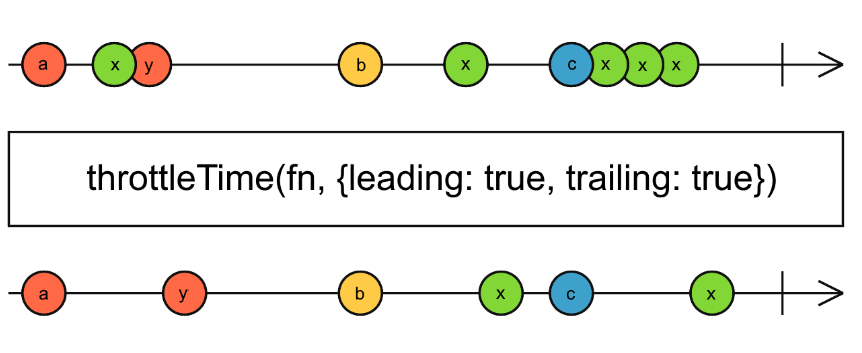 a x y b x c x x x
throttleTime(fn, {leading: true, trailing: true})
a y b x c x